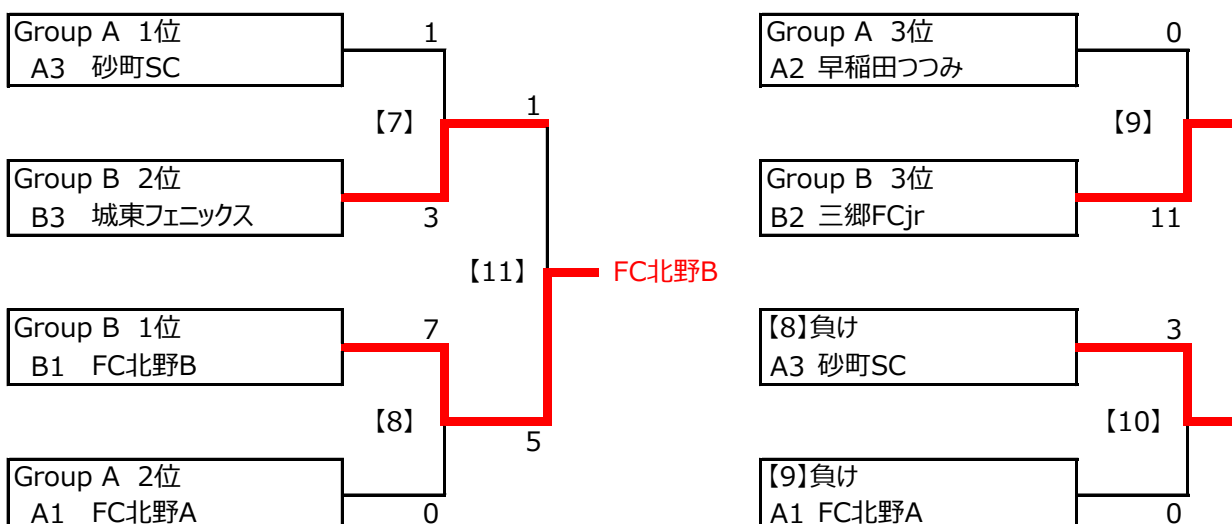 Group A 1位
A3 砂町SC
1
【7】
1
Group B 2位
B3 城東フェニックス
3
【11】
FC北野B
Group B 1位
B1 FC北野B
7
【8】
5
Group A 2位
A1 FC北野A
0
Group A 3位
A2 早稲田つつみ
0
【9】
Group B 3位
B2 三郷FCjr
11
【8】負け
A3 砂町SC
3
【10】
【9】負け
A1 FC北野A
0